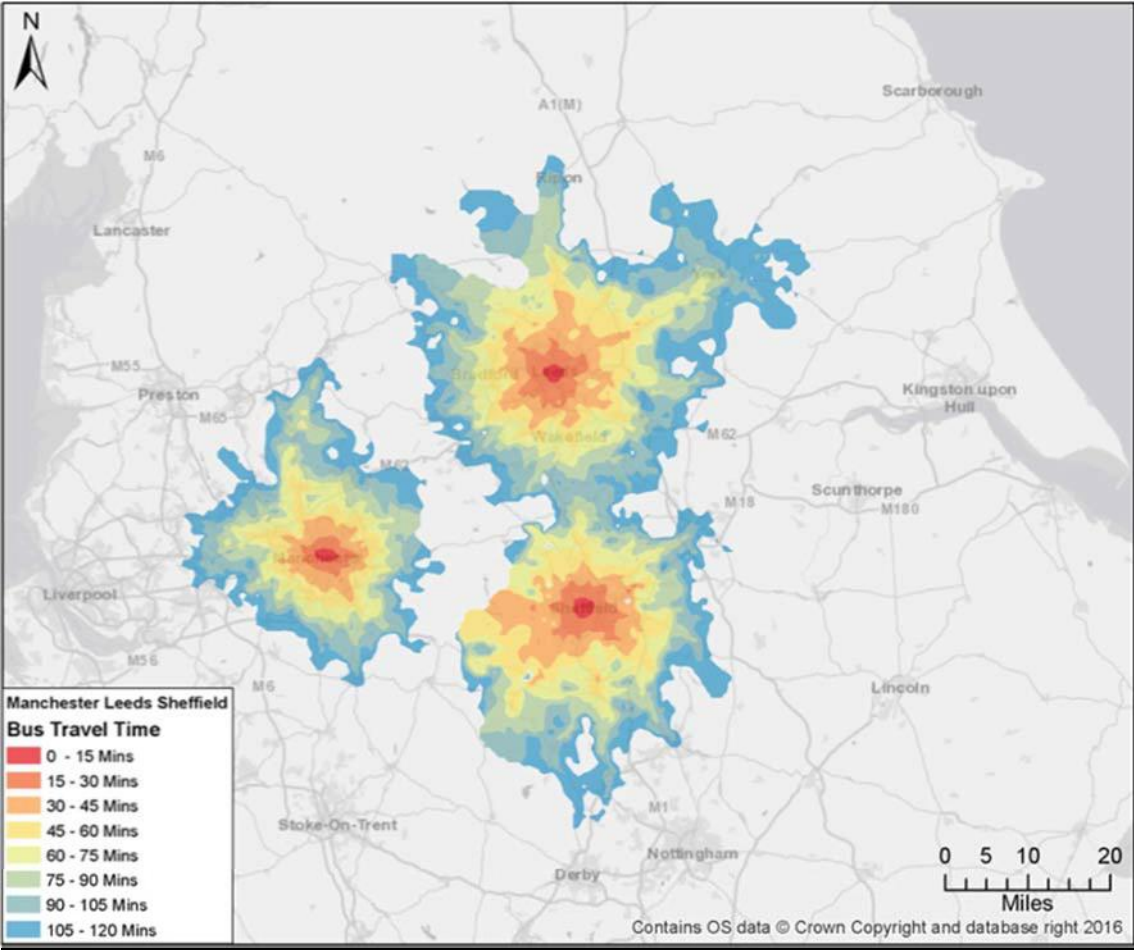 N
Scarborough
A1(M)
M6
Ripon
Lancaster
York
M55
Preston
M65
Bradford
Leeds
Kingston upon
Hull
Wakefield
M62
M62
Scunthorpe
M18
M180
Manchester
Liverpool
Sheffield
M56
M6
Lincoln
Manchester Leeds Sheffield
Bus Travel Time
0 - 15 Mins
15 - 30 Mins
30 - 45 Mins
45 - 60 Mins
60 - 75 Mins
75 - 90 Mins
90 - 105 Mins
105 - 120 Mins
M1
Stoke-On-Trent
Nottingham
Derby
0 5 10 20
Miles
Contains OS data © Crown Copyright and database right 2016